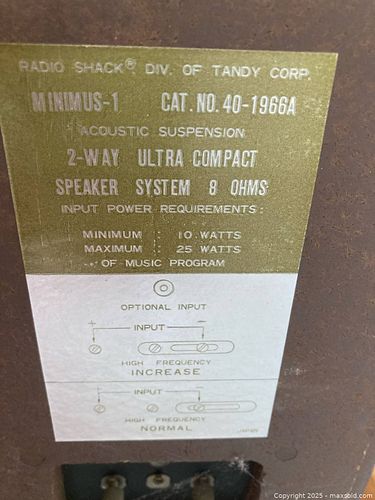 RADIO SHACK® DIV. OF TANDY CORP.
MINIMUS-1 CAT. NO. 40-1966A
ACOUSTIC SUSPENSION
2-WAY ULTRA COMPACT
SPEAKER SYSTEM 8 OHMS
INPUT POWER REQUIREMENTS:
MINIMUM : 10 WATTS
MAXIMUM : 25 WATTS
OF MUSIC PROGRAM
OPTIONAL INPUT
+ INPUT −
HIGH FREQUENCY
INCREASE
+ INPUT −
HIGH FREQUENCY
NORMAL
JAPAN
Copyright 2025 - maxsold.com